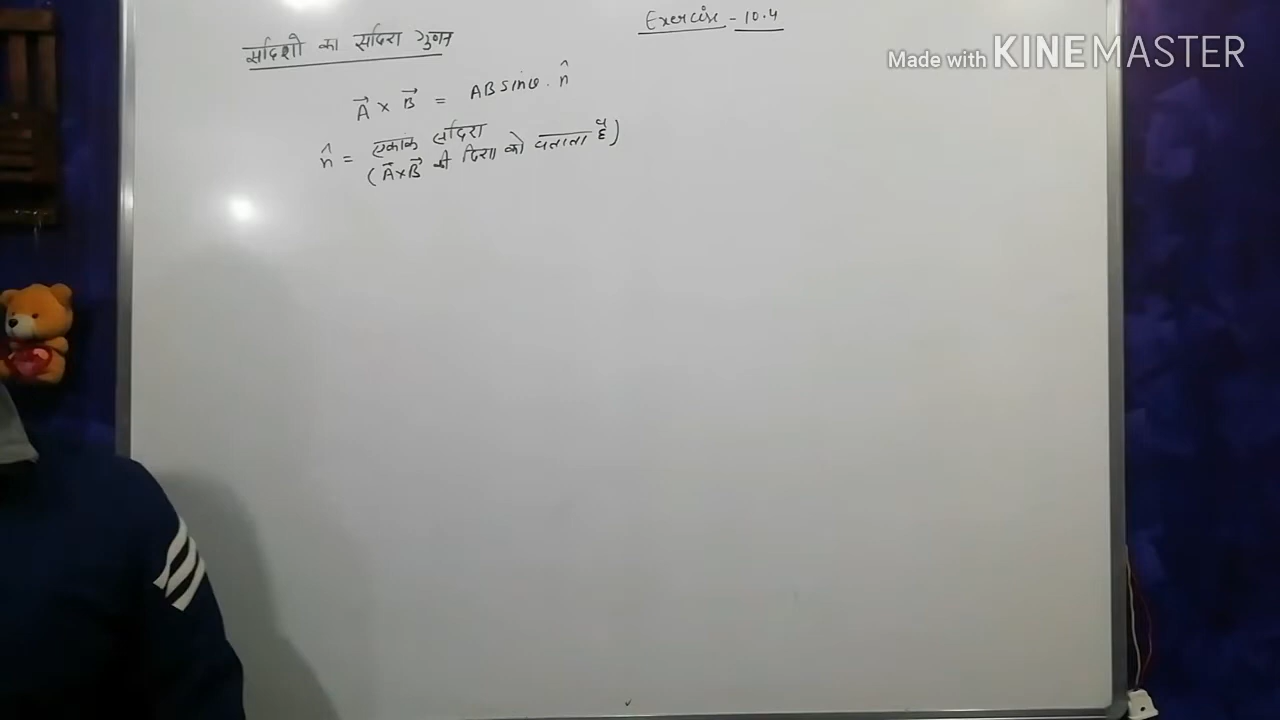 सदिशो का सदिश गुणन
Exercise - 10.4
Made with KINEMASTER
A⃗ × B⃗ = AB sinθ . n̂
n̂ = एकांक सदिश
(A⃗×B⃗ की दिशा को बताता है)